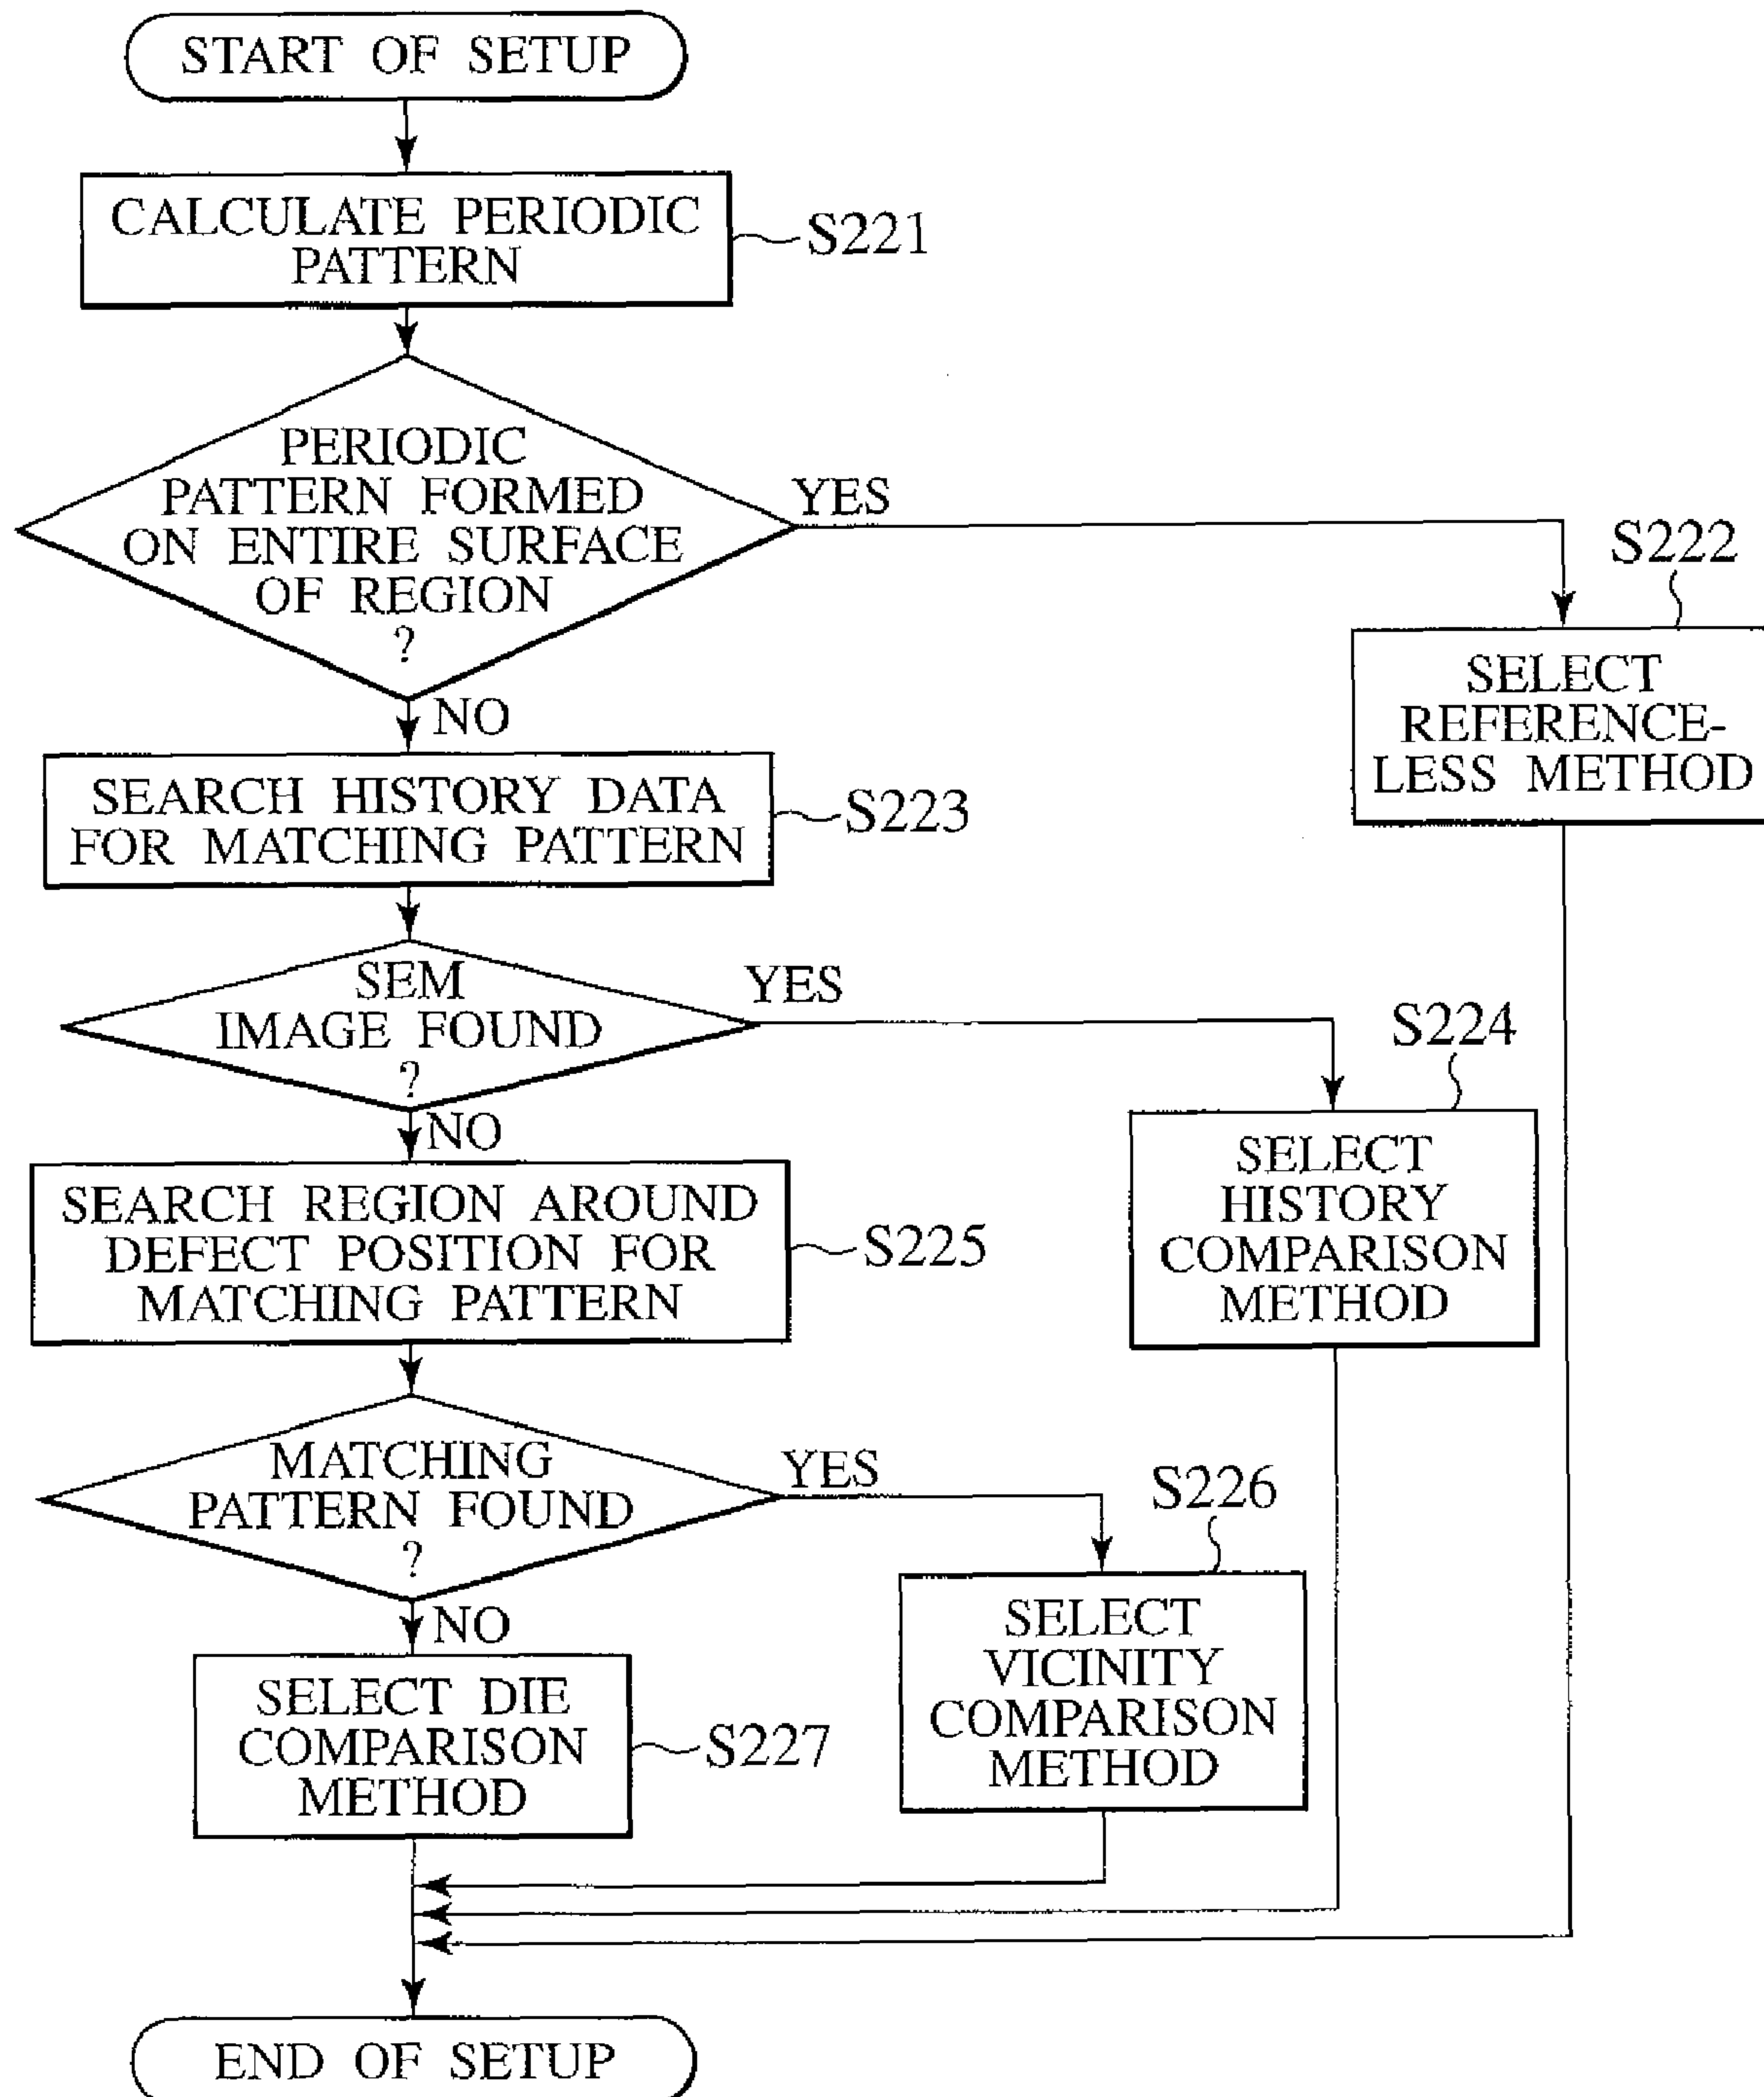 START OF SETUP
CALCULATE PERIODIC
PATTERN
S221
PERIODIC
PATTERN FORMED
ON ENTIRE SURFACE
OF REGION
?
YES
S222
SELECT
REFERENCE-
LESS METHOD
NO
SEARCH HISTORY DATA
FOR MATCHING PATTERN
S223
SEM
IMAGE FOUND
?
YES
S224
SELECT
HISTORY
COMPARISON
METHOD
NO
SEARCH REGION AROUND
DEFECT POSITION FOR
MATCHING PATTERN
S225
MATCHING
PATTERN FOUND
?
YES
S226
SELECT
VICINITY
COMPARISON
METHOD
NO
SELECT DIE
COMPARISON
METHOD
S227
END OF SETUP